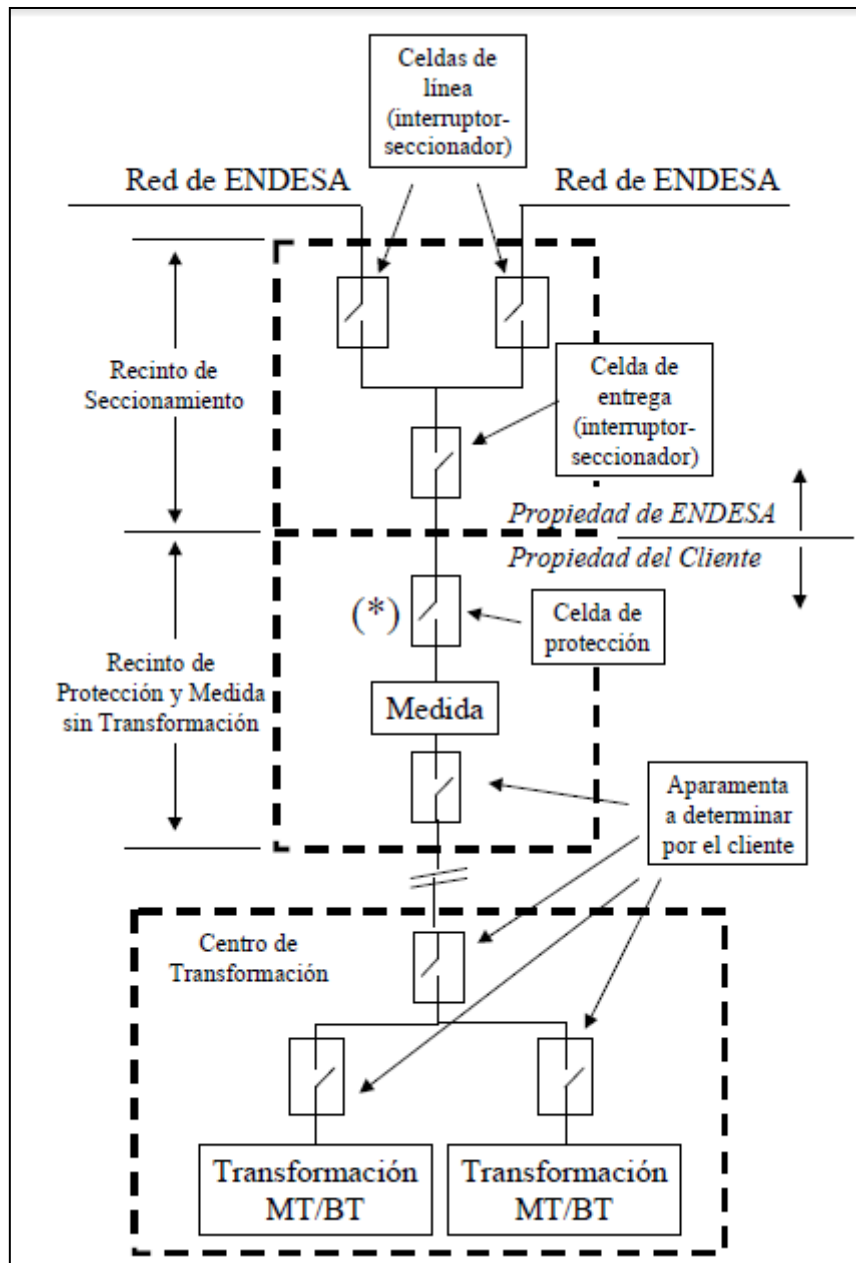 Celdas de
línea
(interruptor-
seccionador)
Red de ENDESA
Red de ENDESA
Recinto de
Seccionamiento
Celda de
entrega
(interruptor-
seccionador)
Propiedad de ENDESA
Propiedad del Cliente
(*)
Celda de
protección
Recinto de
Protección y Medida
sin Transformación
Medida
Aparamenta
a determinar
por el cliente
Centro de
Transformación
Transformación
MT/BT
Transformación
MT/BT